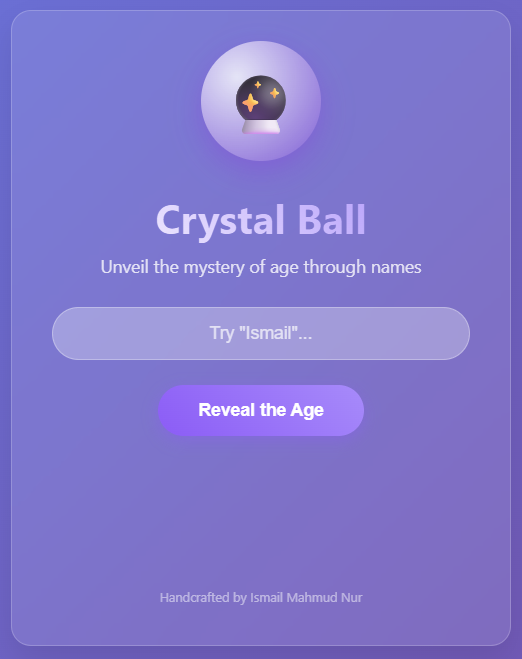 Crystal Ball
Unveil the mystery of age through names
Try "Ismail"...
Reveal the Age
Handcrafted by Ismail Mahmud Nur